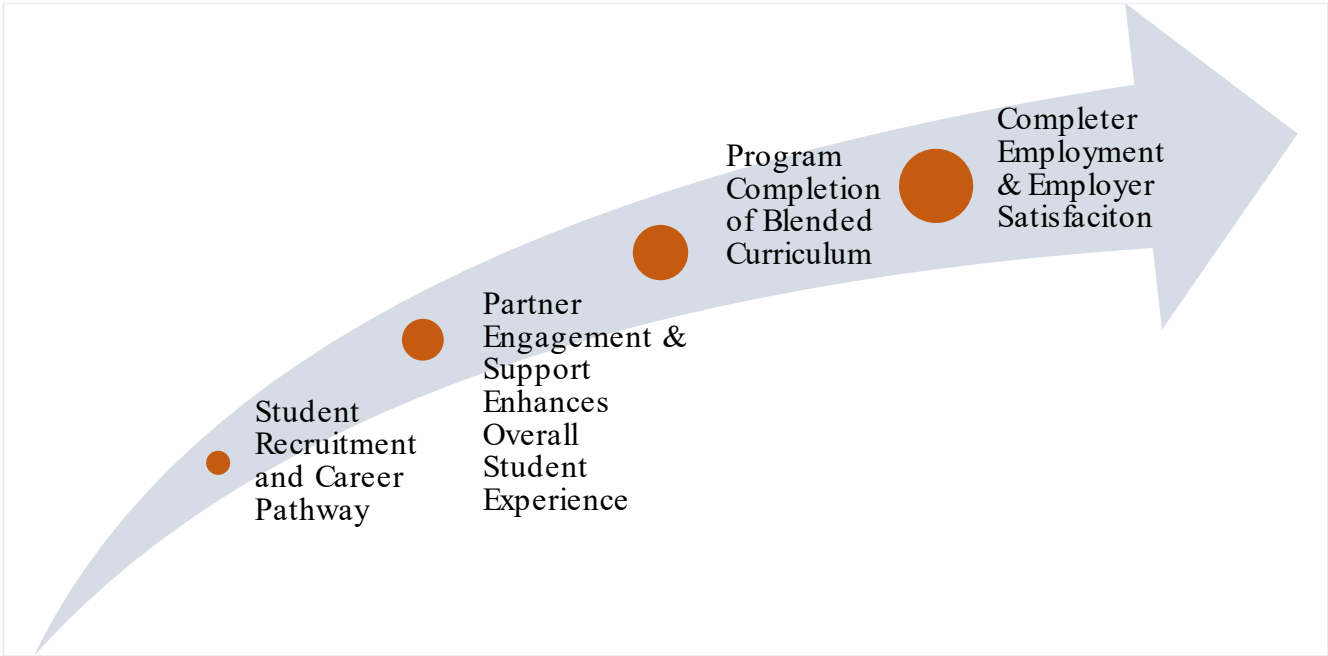 Student
Recruitment
and Career
Pathway
Partner
Engagement &
Support
Enhances
Overall
Student
Experience
Program
Completion
of Blended
Curriculum
Completer
Employment
& Employer
Satisfaciton